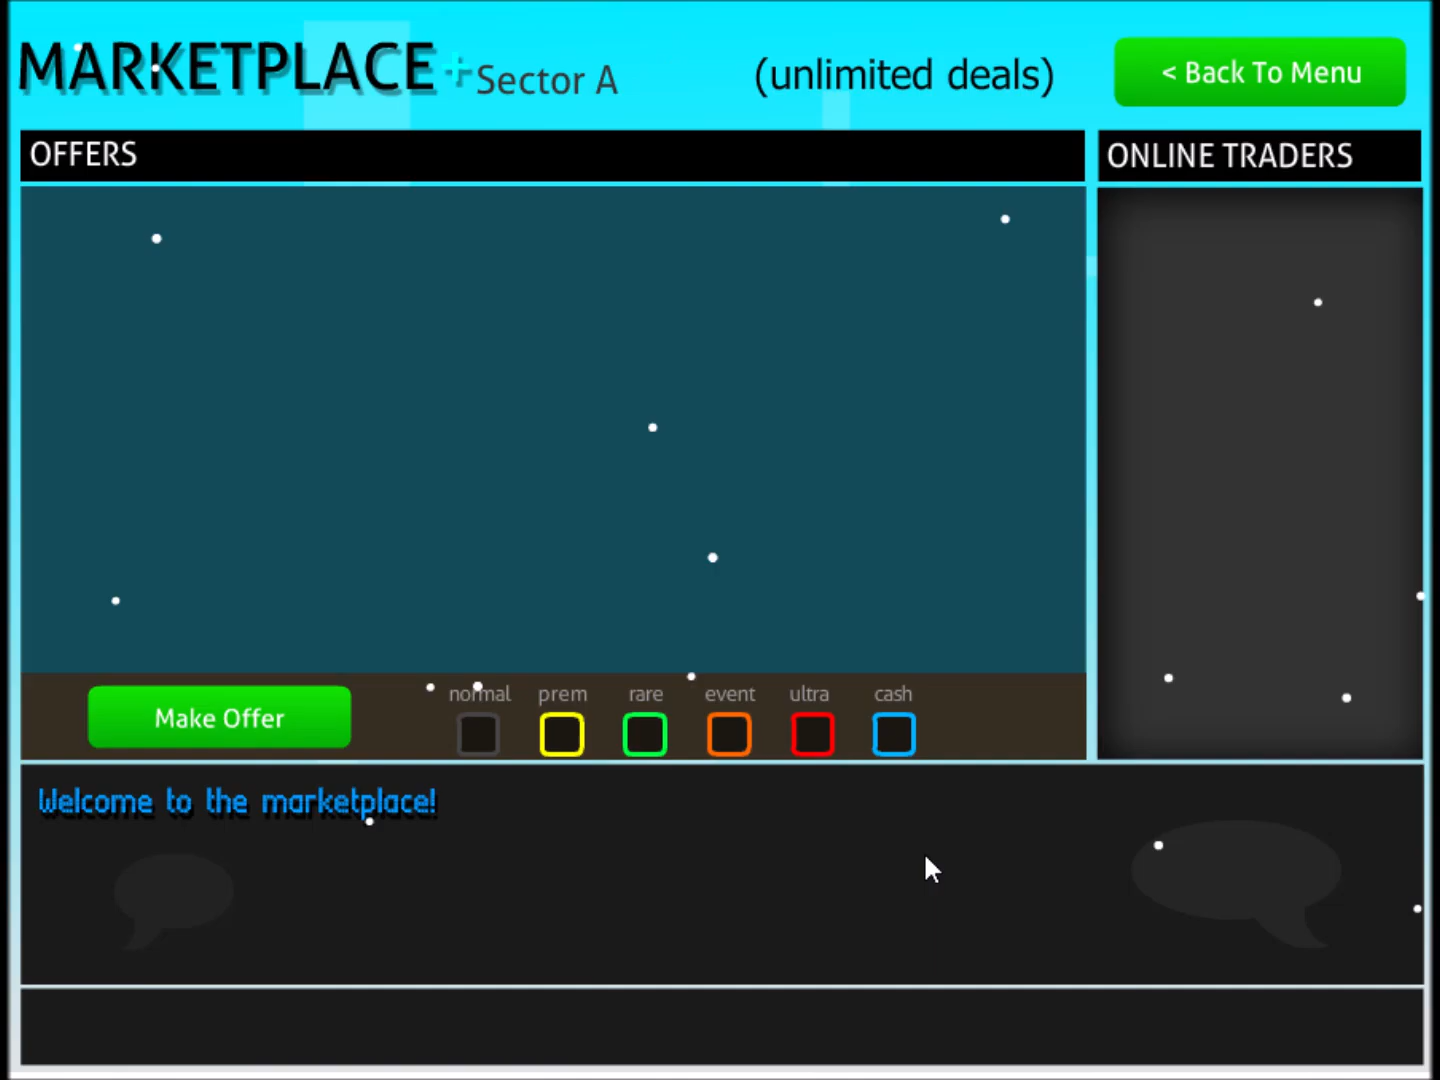 MARKETPLACE + Sector A (unlimited deals) < Back To Menu
OFFERS
ONLINE TRADERS
normal prem rare event ultra cash
Make Offer
Welcome to the marketplace!